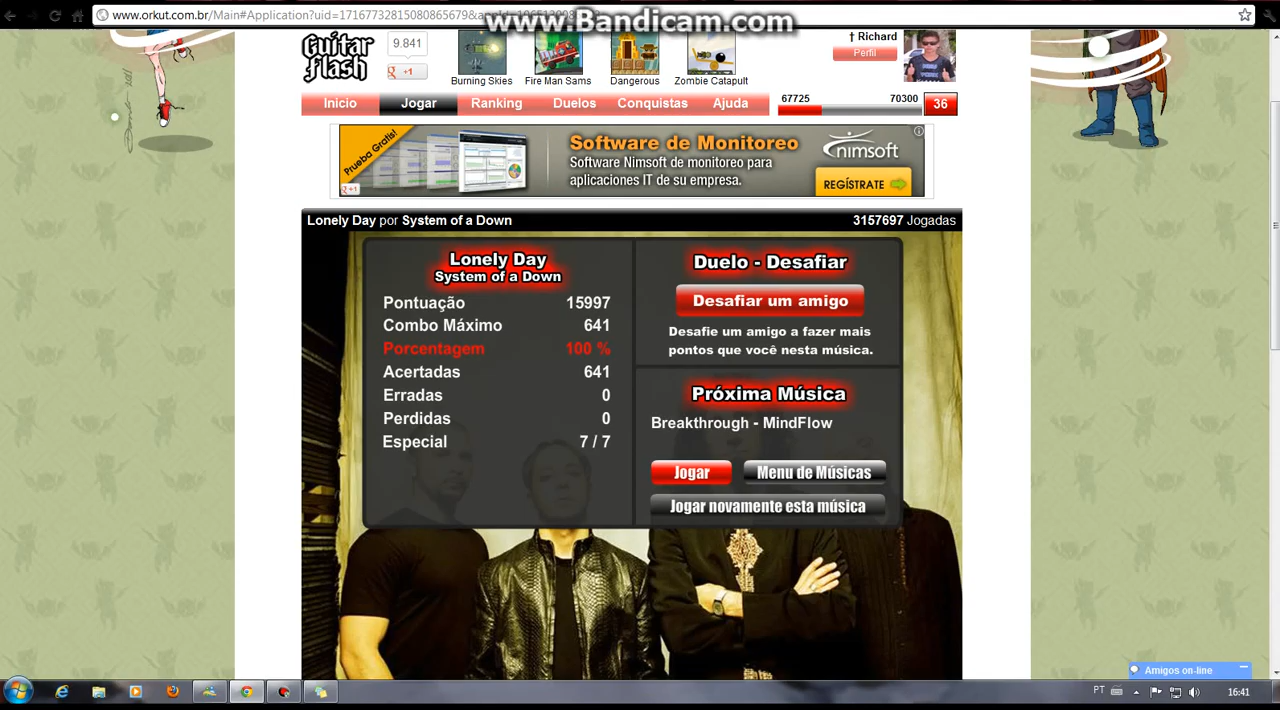 www.orkut.com.br/Main#Application?uid=17167732815080865679&
www.Bandicam.com
Guitar Flash
9.841
+1
Burning Skies
Fire Man Sams
Dangerous
Zombie Catapult
† Richard
Perfil
Início
Jogar
Ranking
Duelos
Conquistas
Ajuda
67725
70300
36
Prueba Gratis!
+1
Software de Monitoreo
Software Nimsoft de monitoreo para
aplicaciones IT de su empresa.
nimsoft
REGÍSTRATE
Lonely Day por System of a Down
3157697 Jogadas
Lonely Day
System of a Down
Pontuação 15997
Combo Máximo 641
Porcentagem 100 %
Acertadas 641
Erradas 0
Perdidas 0
Especial 7 / 7
Duelo - Desafiar
Desafiar um amigo
Desafie um amigo a fazer mais
pontos que você nesta música.
Próxima Música
Breakthrough - MindFlow
Jogar
Menu de Músicas
Jogar novamente esta música
Amigos on-line
PT
16:41